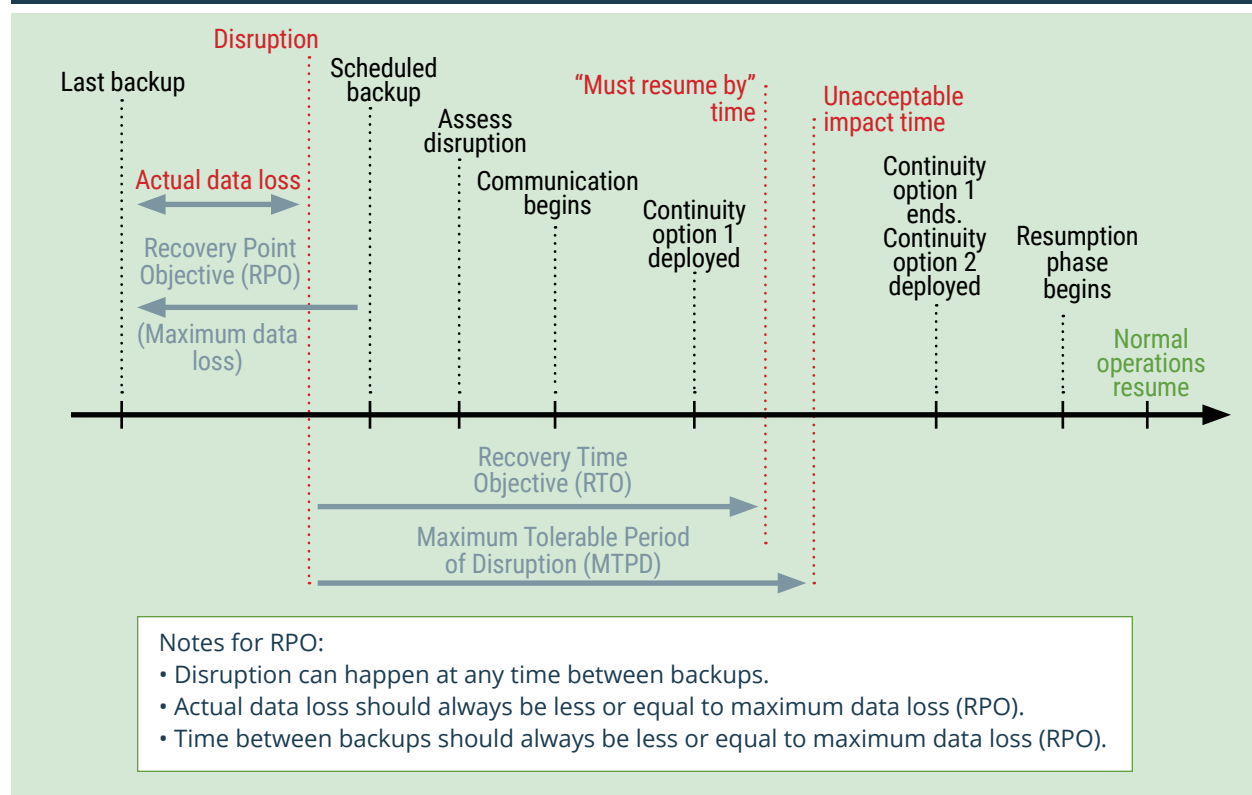 Disruption
Last backup
Scheduled
backup
Assess
disruption
Communication
begins
Continuity
option 1
deployed
“Must resume by”
time
Unacceptable
impact time
Continuity
option 1
ends.
Continuity
option 2
deployed
Resumption
phase
begins
Normal
operations
resume
Actual data loss
Recovery Point
Objective (RPO)
(Maximum data
loss)
Recovery Time
Objective (RTO)
Maximum Tolerable Period
of Disruption (MTPD)
Notes for RPO:
• Disruption can happen at any time between backups.
• Actual data loss should always be less or equal to maximum data loss (RPO).
• Time between backups should always be less or equal to maximum data loss (RPO).